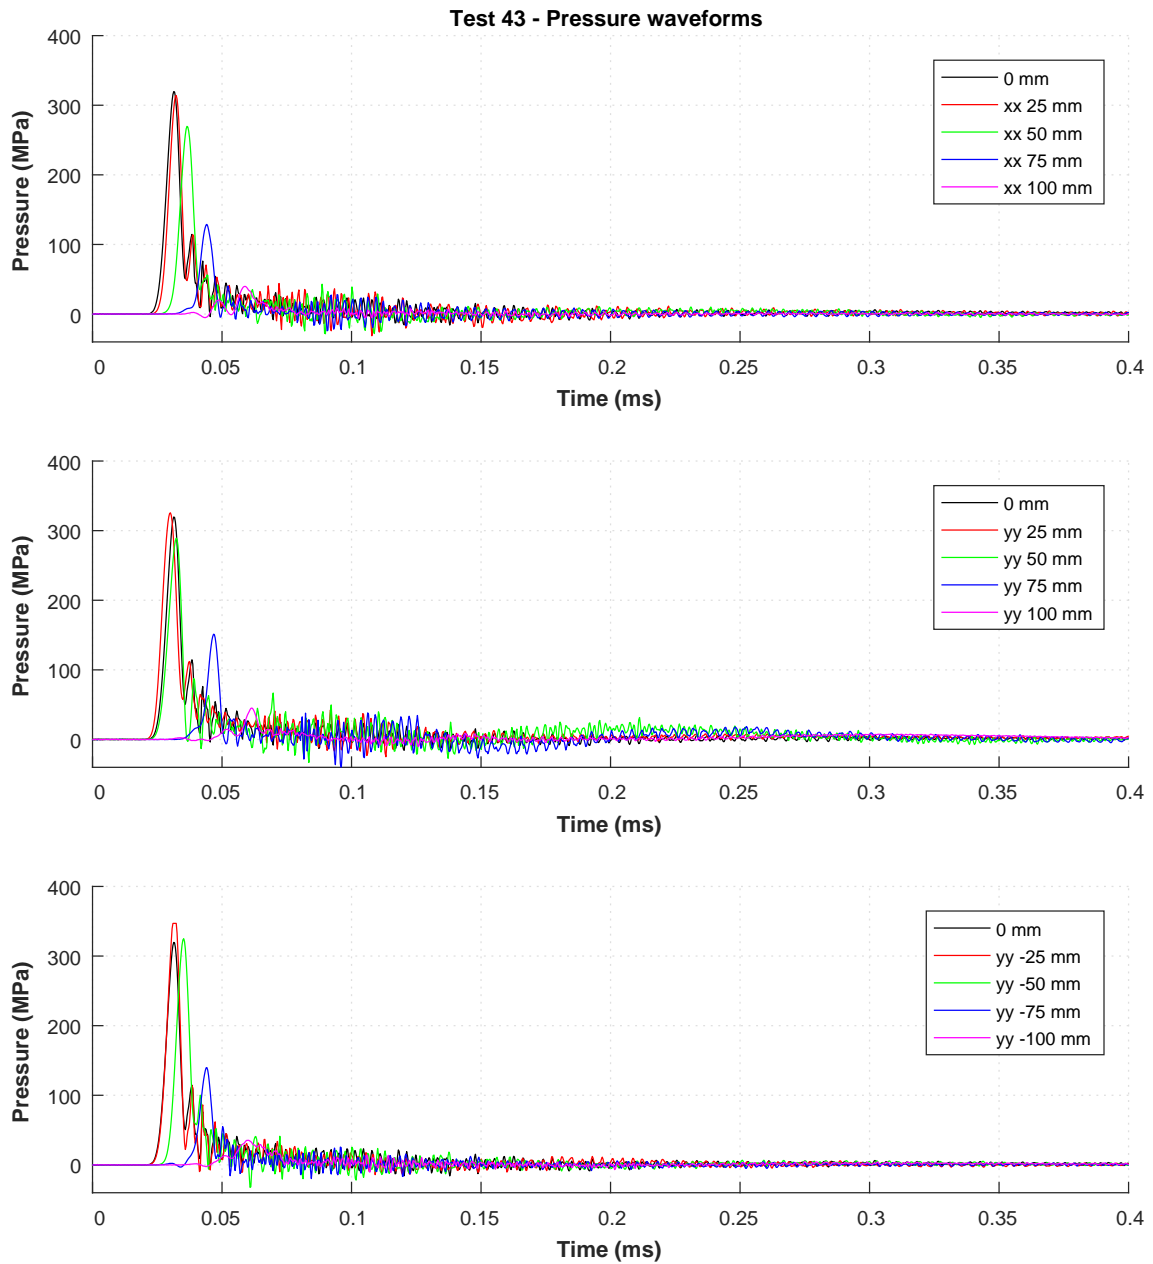 Test 43 - Pressure waveforms
400
300
200
100
0
Pressure (MPa)
0 mm
xx 25 mm
xx 50 mm
xx 75 mm
xx 100 mm
0 0.05 0.1 0.15 0.2 0.25 0.3 0.35 0.4
Time (ms)
400
300
200
100
0
Pressure (MPa)
0 mm
yy 25 mm
yy 50 mm
yy 75 mm
yy 100 mm
0 0.05 0.1 0.15 0.2 0.25 0.3 0.35 0.4
Time (ms)
400
300
200
100
0
Pressure (MPa)
0 mm
yy -25 mm
yy -50 mm
yy -75 mm
yy -100 mm
0 0.05 0.1 0.15 0.2 0.25 0.3 0.35 0.4
Time (ms)